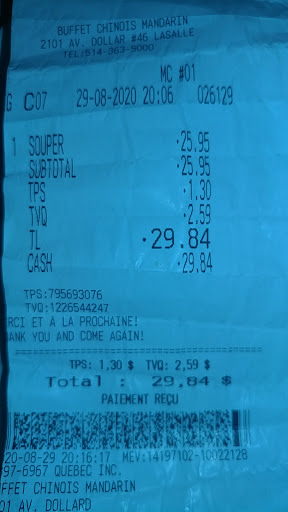 BUFFET CHINOIS MANDARIN
2101 AV. DOLLAR #46 LASALLE
TEL:514-363-9000
MC #01
G C07 29-08-2020 20:06 026129
1 SOUPER ·25.95
SUBTOTAL ·25.95
TPS ·1.30
TVQ ·2.59
TL ·29.84
CASH ·29.84
TPS:795693076
TVQ:1226544247
RCI ET À LA PROCHAINE!
ANK YOU AND COME AGAIN!
TPS: 1,30 $ TVQ: 2,59 $
Total : 29,84 $
PAIEMENT REÇU
20-08-29 20:16:17 MEV:14197102-10022128
97-6967 QUEBEC INC.
FFET CHINOIS MANDARIN
01 AV. DOLLARD